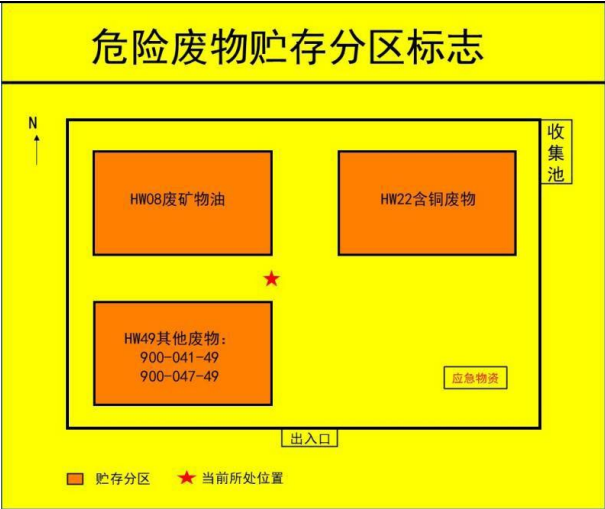 危险废物贮存分区标志
N
收集池
HW08废矿物油
HW22含铜废物
HW49其他废物:
900-041-49
900-047-49
应急物资
出入口
贮存分区
当前所处位置